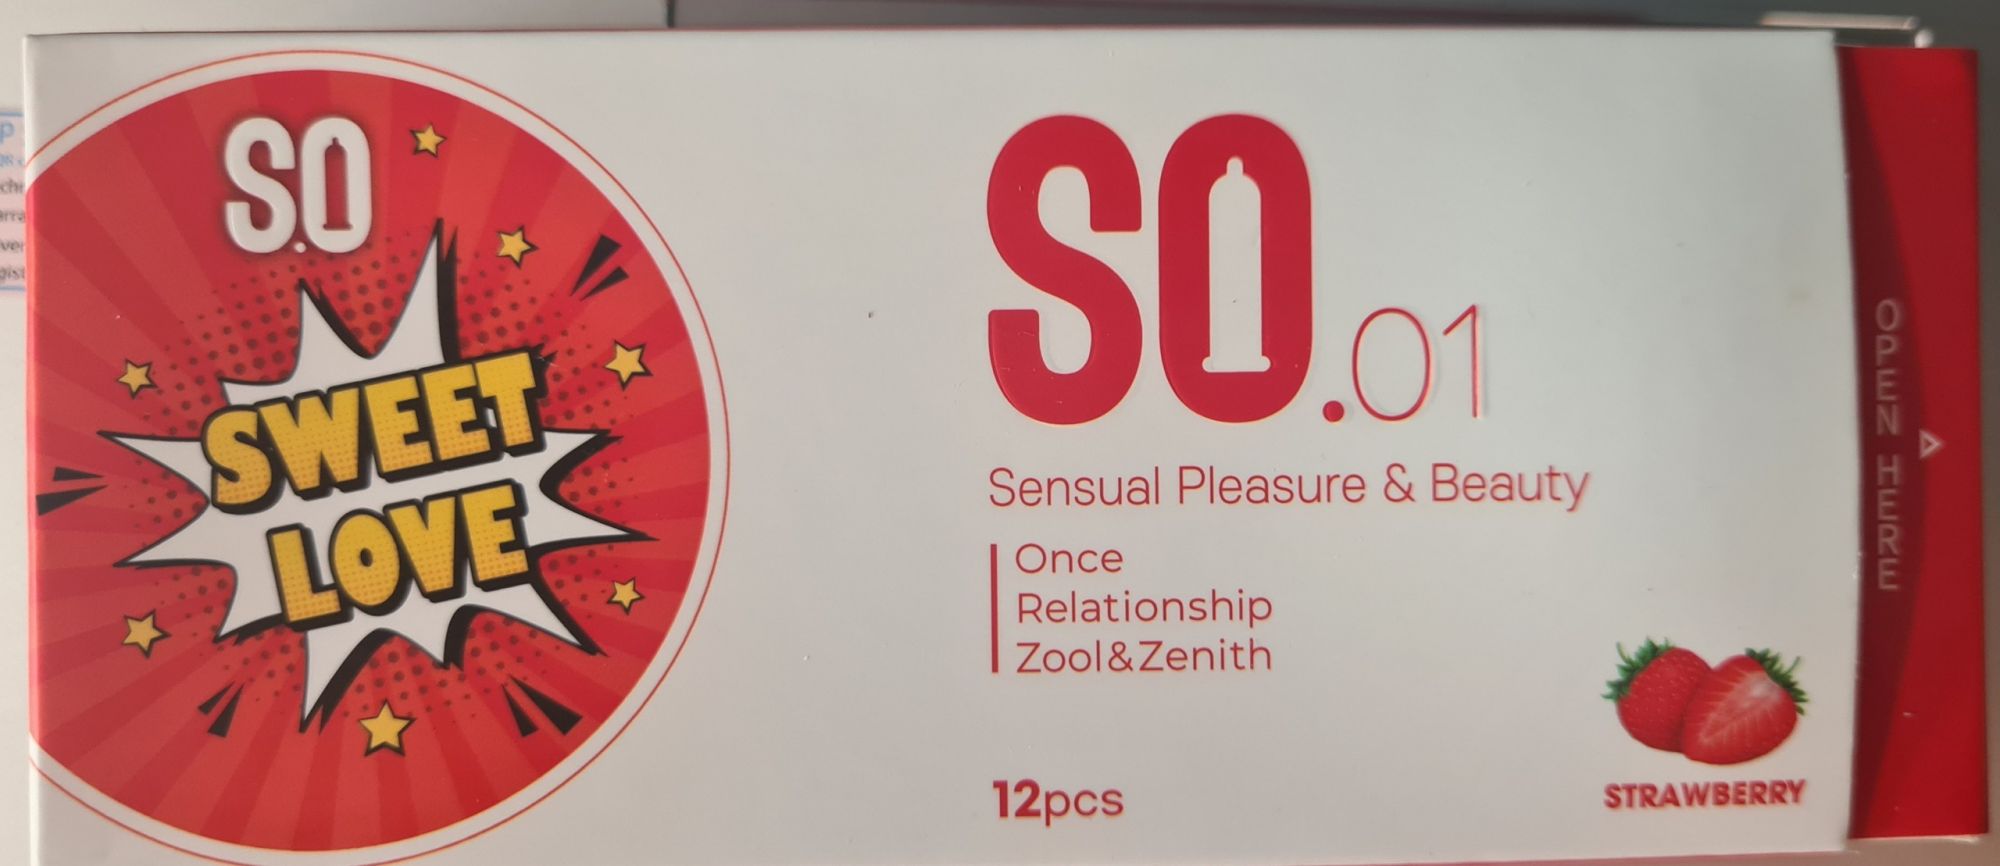 SO
SWEET
LOVE
SO.01
Sensual Pleasure & Beauty
Once
Relationship
Zool&Zenith
12pcs
STRAWBERRY
OPEN HERE